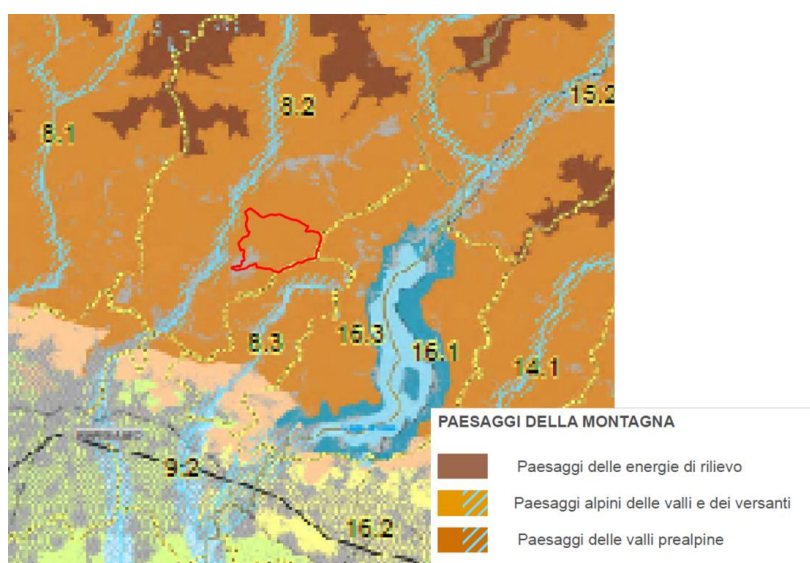 8.1
8.2
15.2
8.3
16.3
16.1
14.1
9.2
16.2
PAESAGGI DELLA MONTAGNA
Paesaggi delle energie di rilievo
Paesaggi alpini delle valli e dei versanti
Paesaggi delle valli prealpine